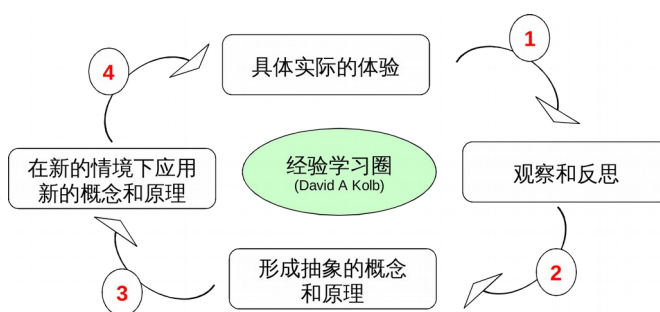 1
4
具体实际的体验
在新的情境下应用
新的概念和原理
经验学习圈
(David A Kolb)
观察和反思
形成抽象的概念
和原理
2
3